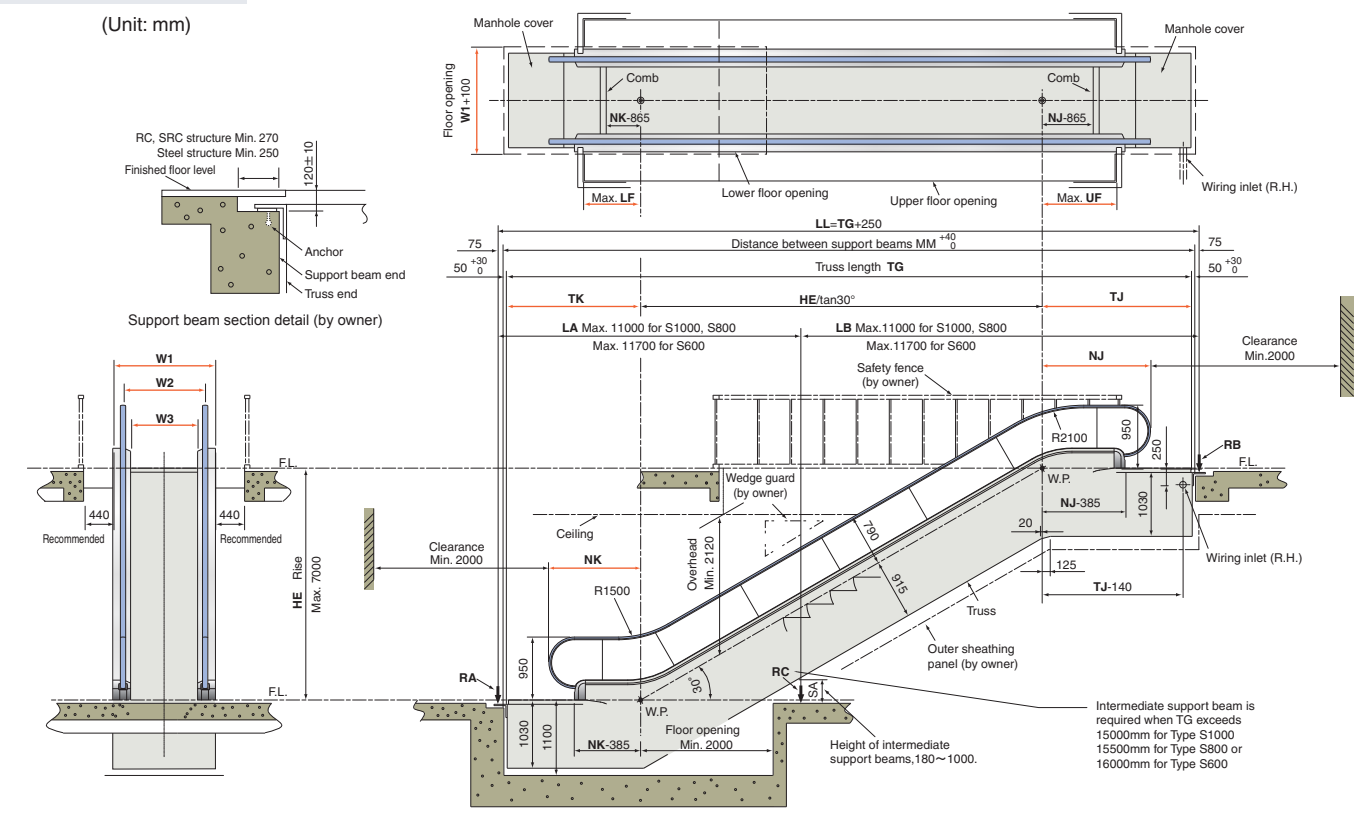 (Unit: mm)
Manhole cover
Manhole cover
Floor opening
W1+100
Comb
Comb
NK-865
NJ-865
Wiring inlet (R.H.)
Lower floor opening
Upper floor opening
Max. LF
Max. UF
RC, SRC structure Min. 270
Steel structure Min. 250
Finished floor level
120±10
Anchor
Support beam end
Truss end
Support beam section detail (by owner)
LL=TG+250
75
Distance between support beams MM +40 0
75
50 +30 0
Truss length TG
50 +30 0
TK
HE/tan30°
TJ
LA Max. 11000 for S1000, S800
Max. 11700 for S600
LB Max.11000 for S1000, S800
Max.11700 for S600
NJ
Clearance
Min.2000
Safety fence
(by owner)
R2100
950
250
RB
F.L.
W1
W2
W3
F.L.
440
Recommended
440
Recommended
HE Rise
Max. 7000
F.L.
Clearance
Min. 2000
NK
R1500
Ceiling
Wedge guard
(by owner)
Overhead
Min. 2120
790
915
W.P.
NJ-385
1030
20
125
TJ-140
Wiring inlet (R.H.)
Truss
Outer sheathing
panel (by owner)
950
RA
30°
RC
SA
W.P.
Floor opening
Min. 2000
NK-385
1030
1100
Height of intermediate
support beams,180～1000.
Intermediate support beam is
required when TG exceeds
15000mm for Type S1000
15500mm for Type S800 or
16000mm for Type S600